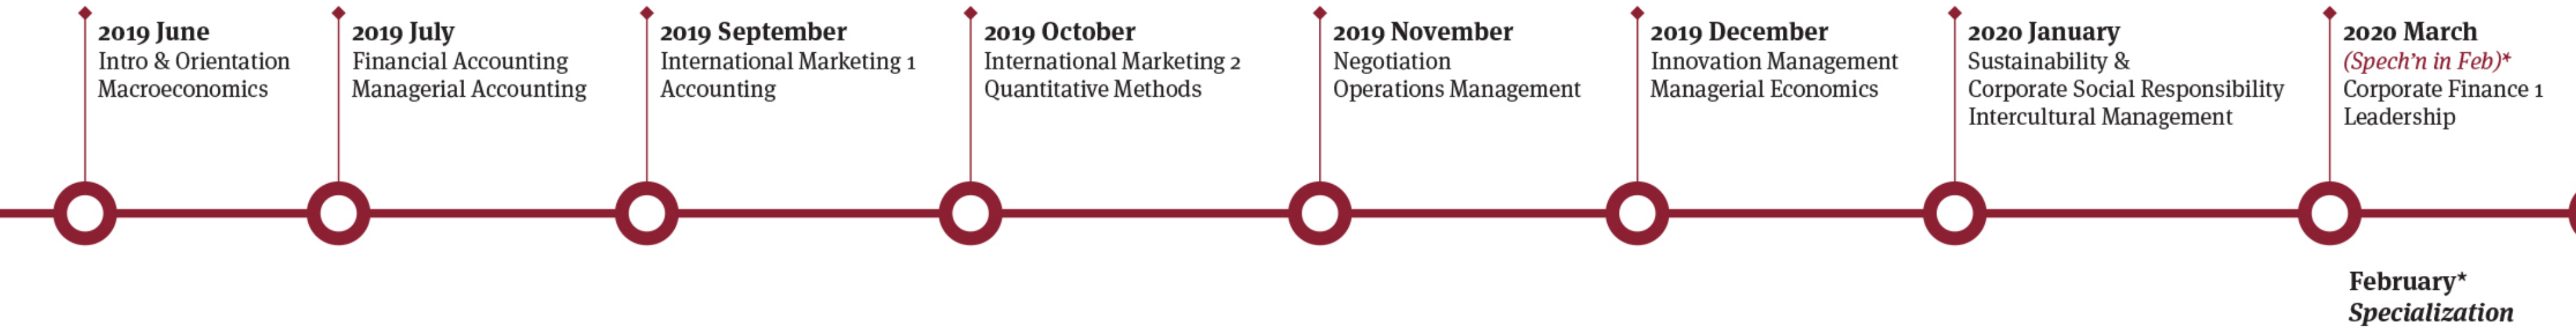 2019 June
Intro & Orientation
Macroeconomics
2019 July
Financial Accounting
Managerial Accounting
2019 September
International Marketing 1
Accounting
2019 October
International Marketing 2
Quantitative Methods
2019 November
Negotiation
Operations Management
2019 December
Innovation Management
Managerial Economics
2020 January
Sustainability &
Corporate Social Responsibility
Intercultural Management
2020 March
(Spech'n in Feb)*
Corporate Finance 1
Leadership
February*
Specialization